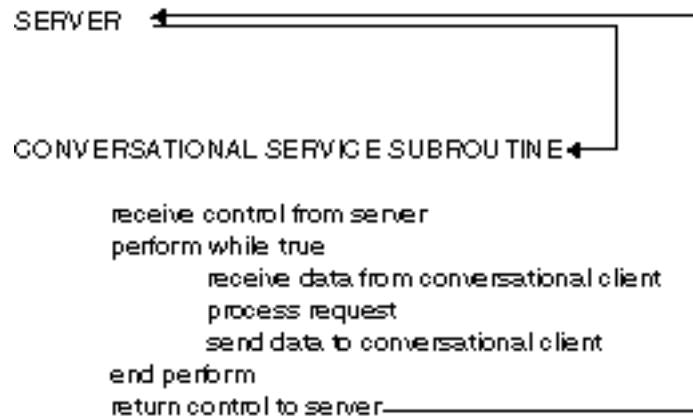 SERVER
CONVERSATIONAL SERVICE SUBROUTINE
receive control from server
perform while true
receive data from conversational client
process request
send data to conversational client
end perform
return control to server